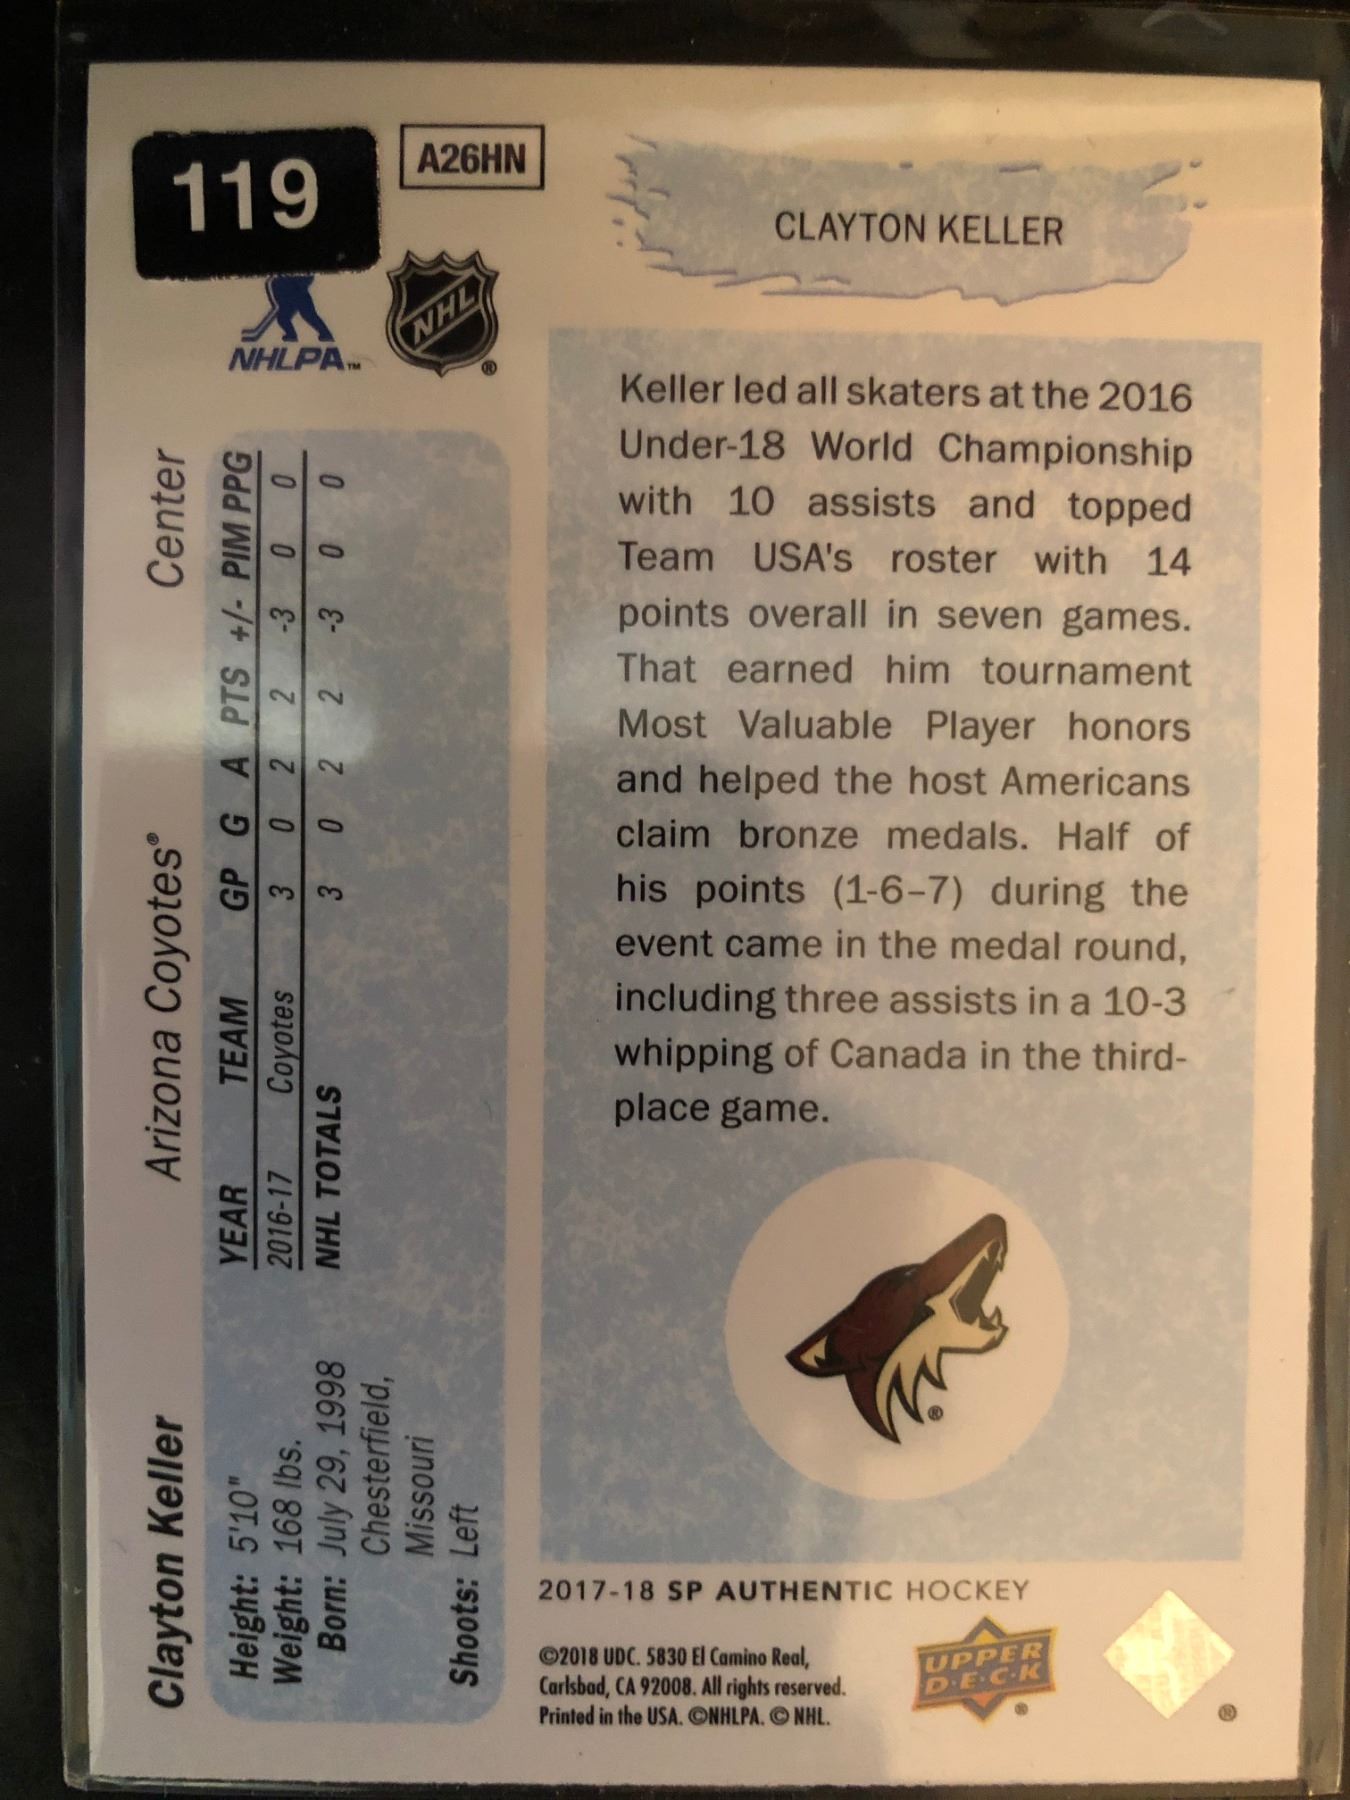 119
A26HN
NHLPA™
NHL
®
CLAYTON KELLER
Keller led all skaters at the 2016
Under-18 World Championship
with 10 assists and topped
Team USA's roster with 14
points overall in seven games.
That earned him tournament
Most Valuable Player honors
and helped the host Americans
claim bronze medals. Half of
his points (1-6–7) during the
event came in the medal round,
including three assists in a 10-3
whipping of Canada in the third-
place game.
®
Clayton Keller Arizona Coyotes® Center
Height: 5'10"
Weight: 168 lbs.
Born: July 29, 1998
Chesterfield,
Missouri
Shoots: Left
YEAR TEAM GP G A PTS +/- PIM PPG
2016-17 Coyotes 3 0 2 2 -3 0 0
NHL TOTALS 3 0 2 2 -3 0 0
2017-18 SP AUTHENTIC HOCKEY
©2018 UDC. 5830 El Camino Real,
Carlsbad, CA 92008. All rights reserved.
Printed in the USA. ©NHLPA. © NHL.
UPPER
D·E·C·K
®
®